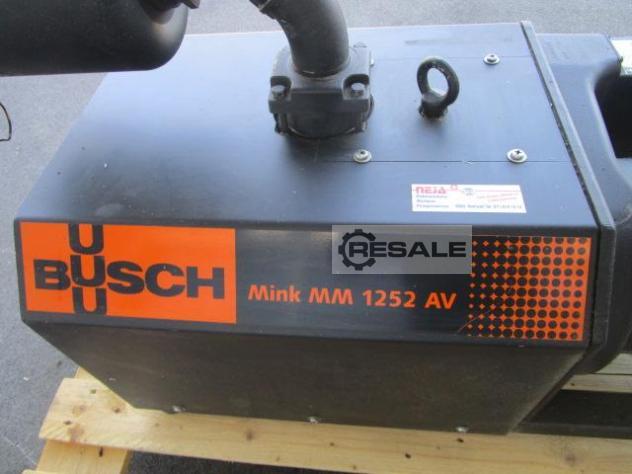 NEJA
U
BUSCH
U
Mink MM 1252 AV
RESALE